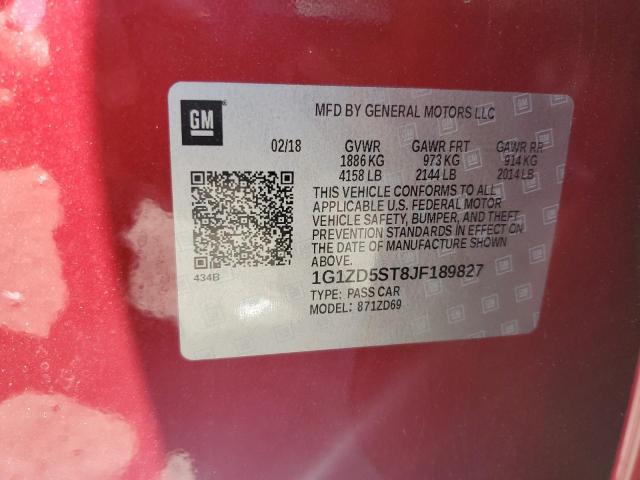 GM
MFD BY GENERAL MOTORS LLC
02/18 GVWR GAWR FRT GAWR RR
1886 KG 973 KG 914 KG
4158 LB 2144 LB 2014 LB
THIS VEHICLE CONFORMS TO ALL
APPLICABLE U.S. FEDERAL MOTOR
VEHICLE SAFETY, BUMPER, AND THEFT
PREVENTION STANDARDS IN EFFECT ON
THE DATE OF MANUFACTURE SHOWN
ABOVE.
434B
1G1ZD5ST8JF189827
TYPE: PASS CAR
MODEL: 871ZD69